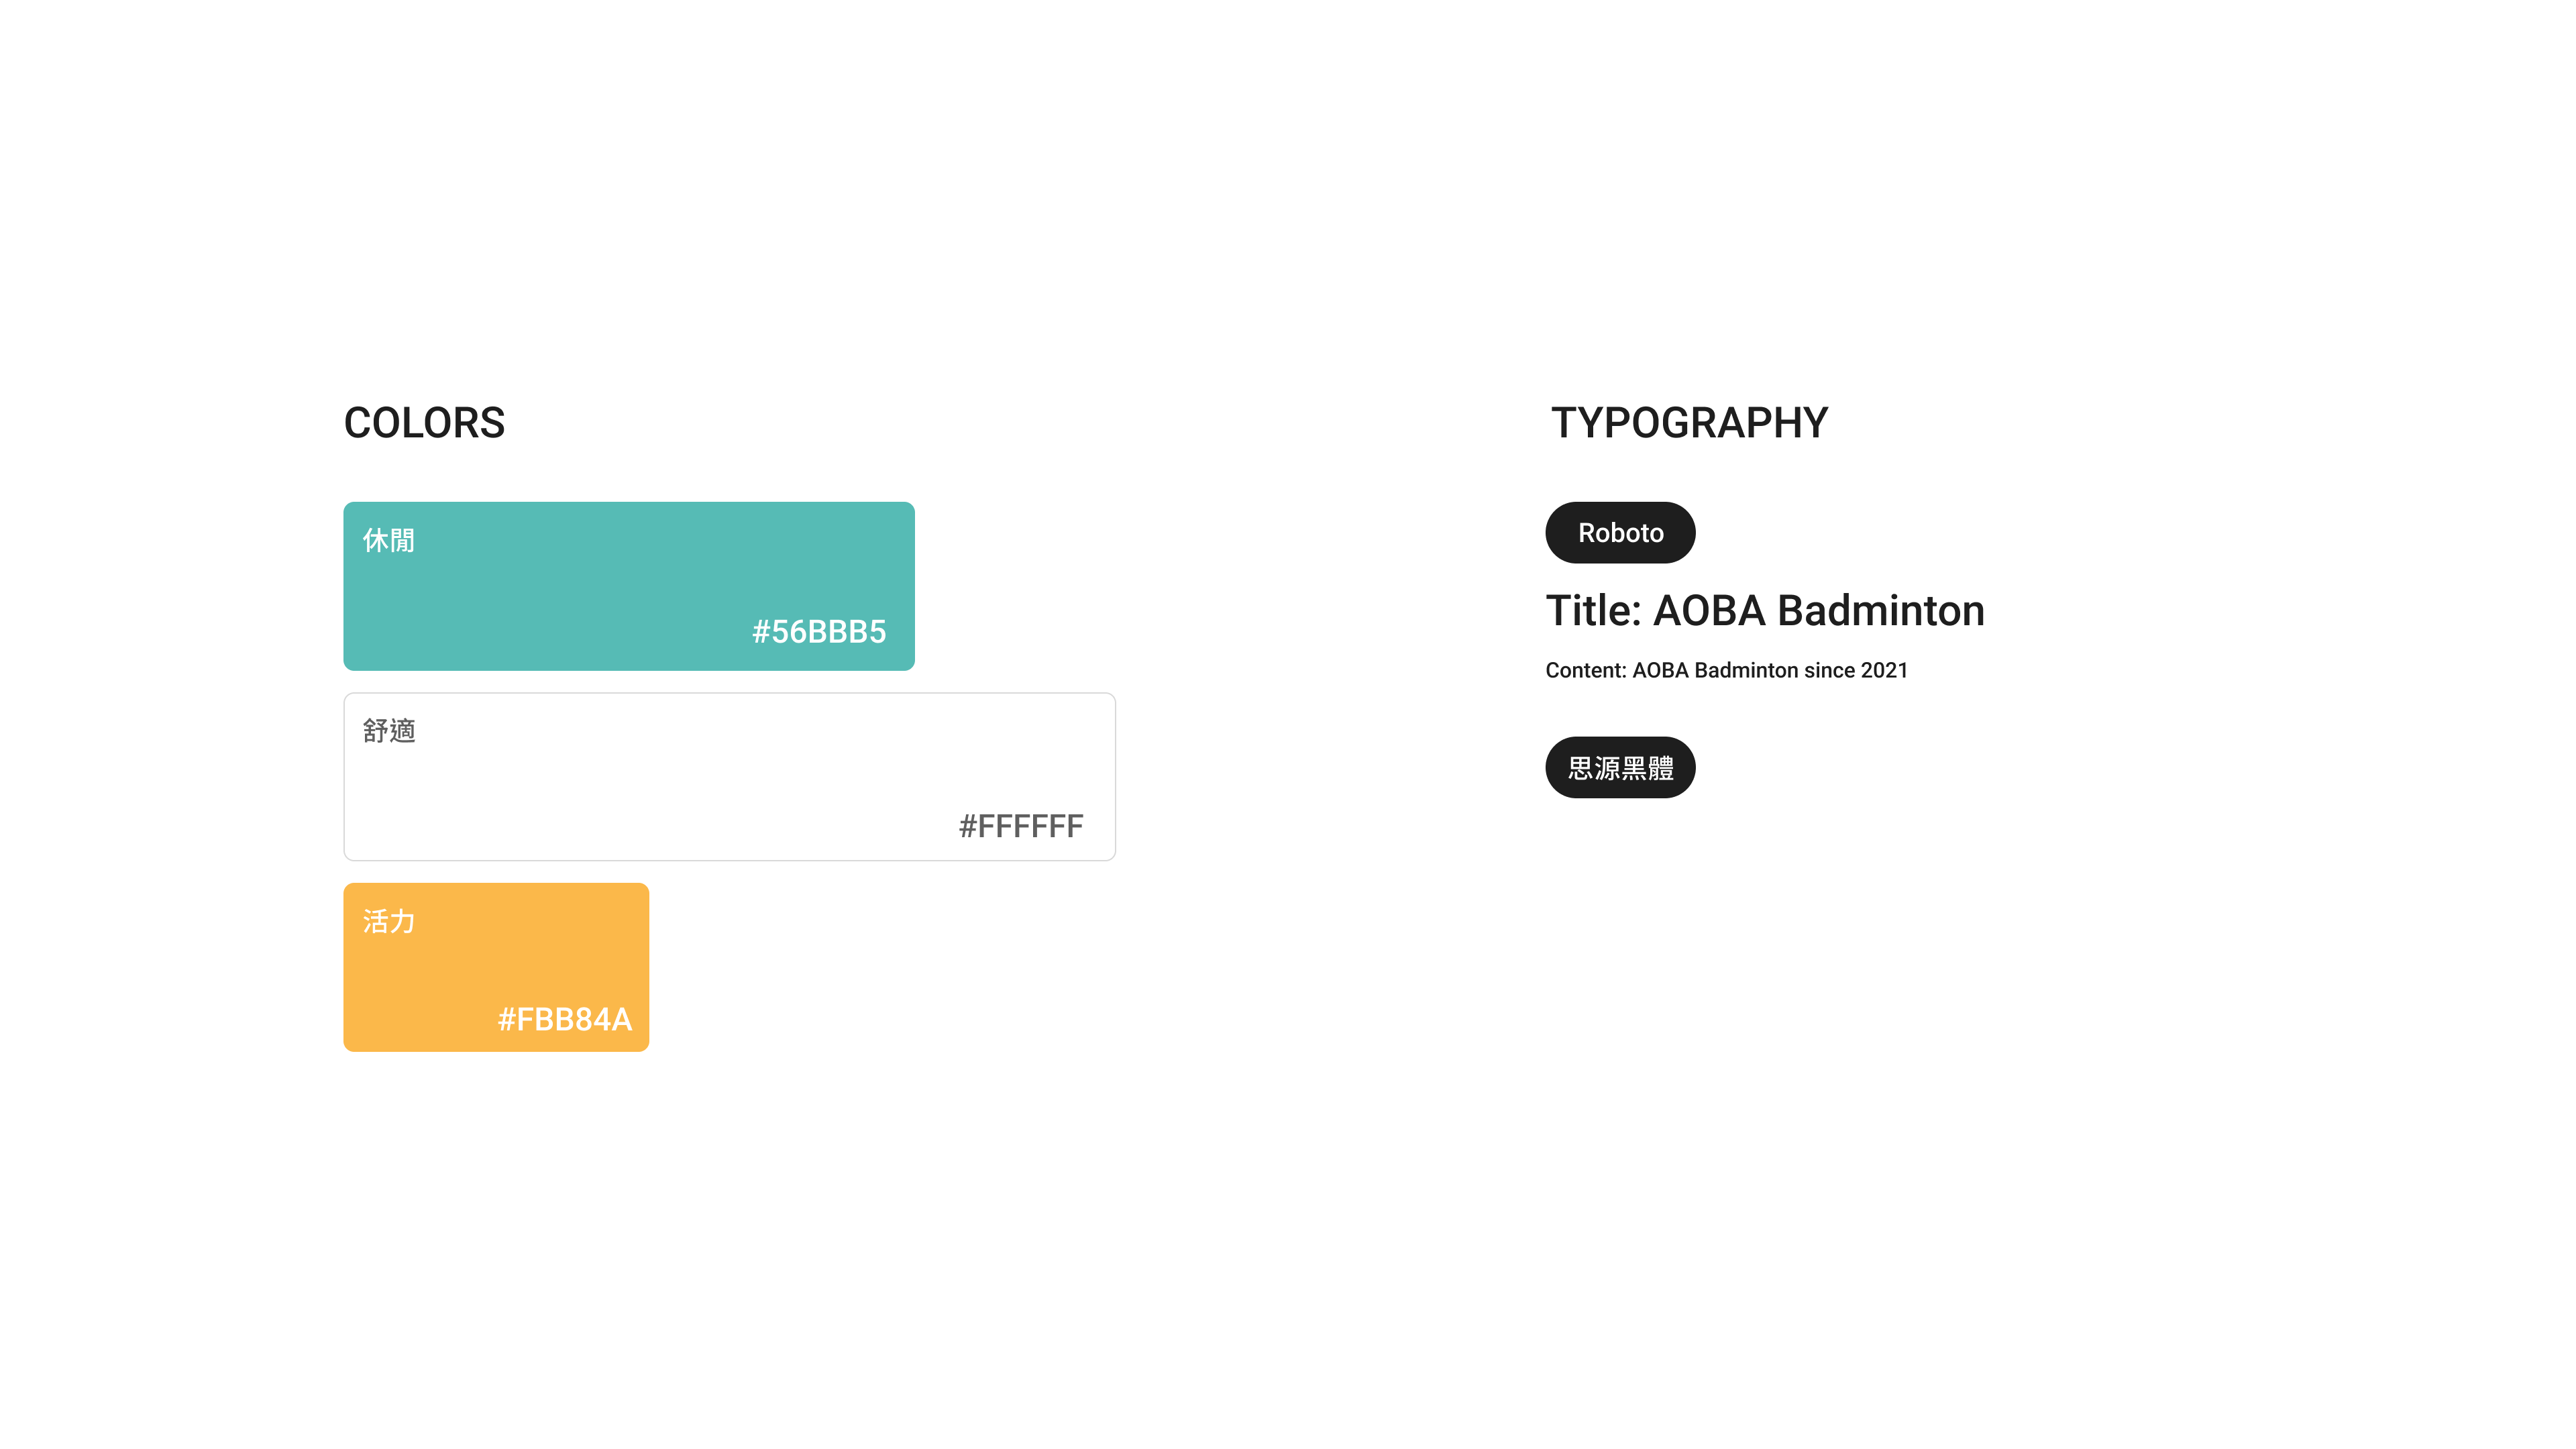 COLORS
休閒
#56BBB5
舒適
#FFFFFF
活力
#FBB84A
TYPOGRAPHY
Roboto
Title: AOBA Badminton
Content: AOBA Badminton since 2021
思源黑體